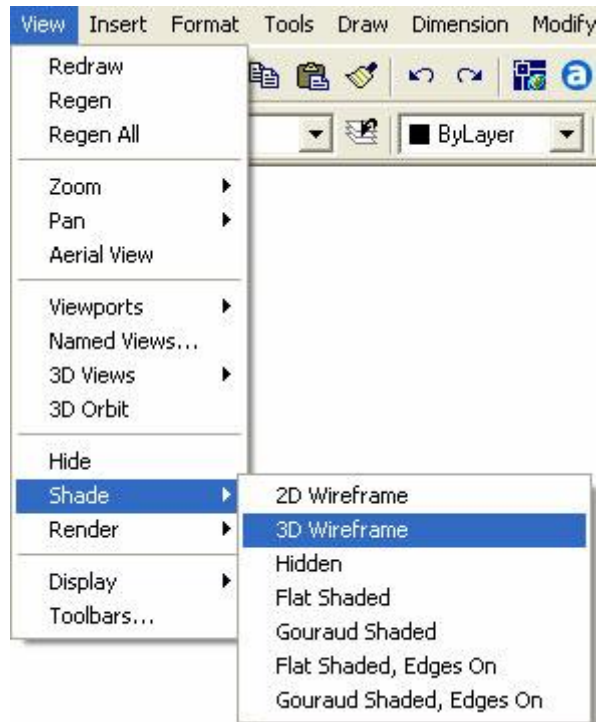 View Insert Format Tools Draw Dimension Modify
Redraw
Regen
Regen All
ByLayer
Zoom
Pan
Aerial View
Viewports
Named Views...
3D Views
3D Orbit
Hide
Shade
Render
Display
Toolbars...
2D Wireframe
3D Wireframe
Hidden
Flat Shaded
Gouraud Shaded
Flat Shaded, Edges On
Gouraud Shaded, Edges On